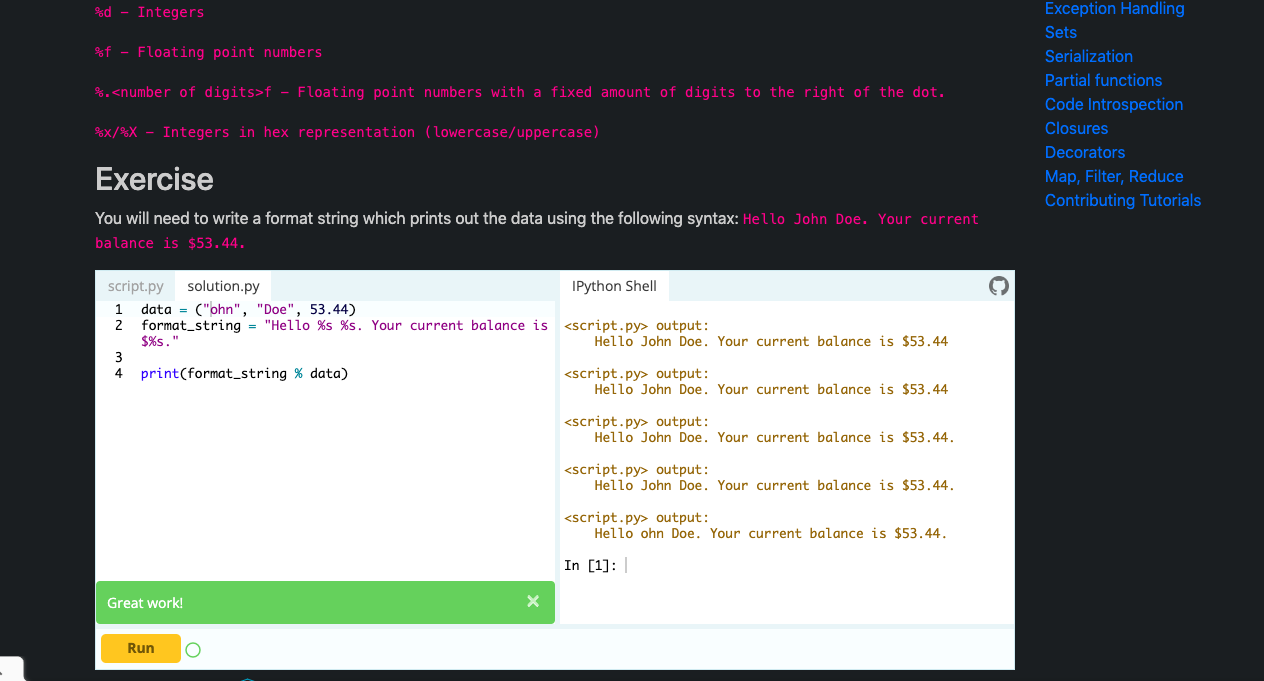 %d - Integers
%f - Floating point numbers
%.<number of digits>f - Floating point numbers with a fixed amount of digits to the right of the dot.
%x/%X - Integers in hex representation (lowercase/uppercase)
Exercise
You will need to write a format string which prints out the data using the following syntax: Hello John Doe. Your current
balance is $53.44.
script.py solution.py
1 data = ("ohn", "Doe", 53.44)
2 format_string = "Hello %s %s. Your current balance is
$%s."
3
4 print(format_string % data)
Great work! ×
Run
IPython Shell
<script.py> output:
Hello John Doe. Your current balance is $53.44
<script.py> output:
Hello John Doe. Your current balance is $53.44
<script.py> output:
Hello John Doe. Your current balance is $53.44.
<script.py> output:
Hello John Doe. Your current balance is $53.44.
<script.py> output:
Hello ohn Doe. Your current balance is $53.44.
In [1]:
Exception Handling
Sets
Serialization
Partial functions
Code Introspection
Closures
Decorators
Map, Filter, Reduce
Contributing Tutorials